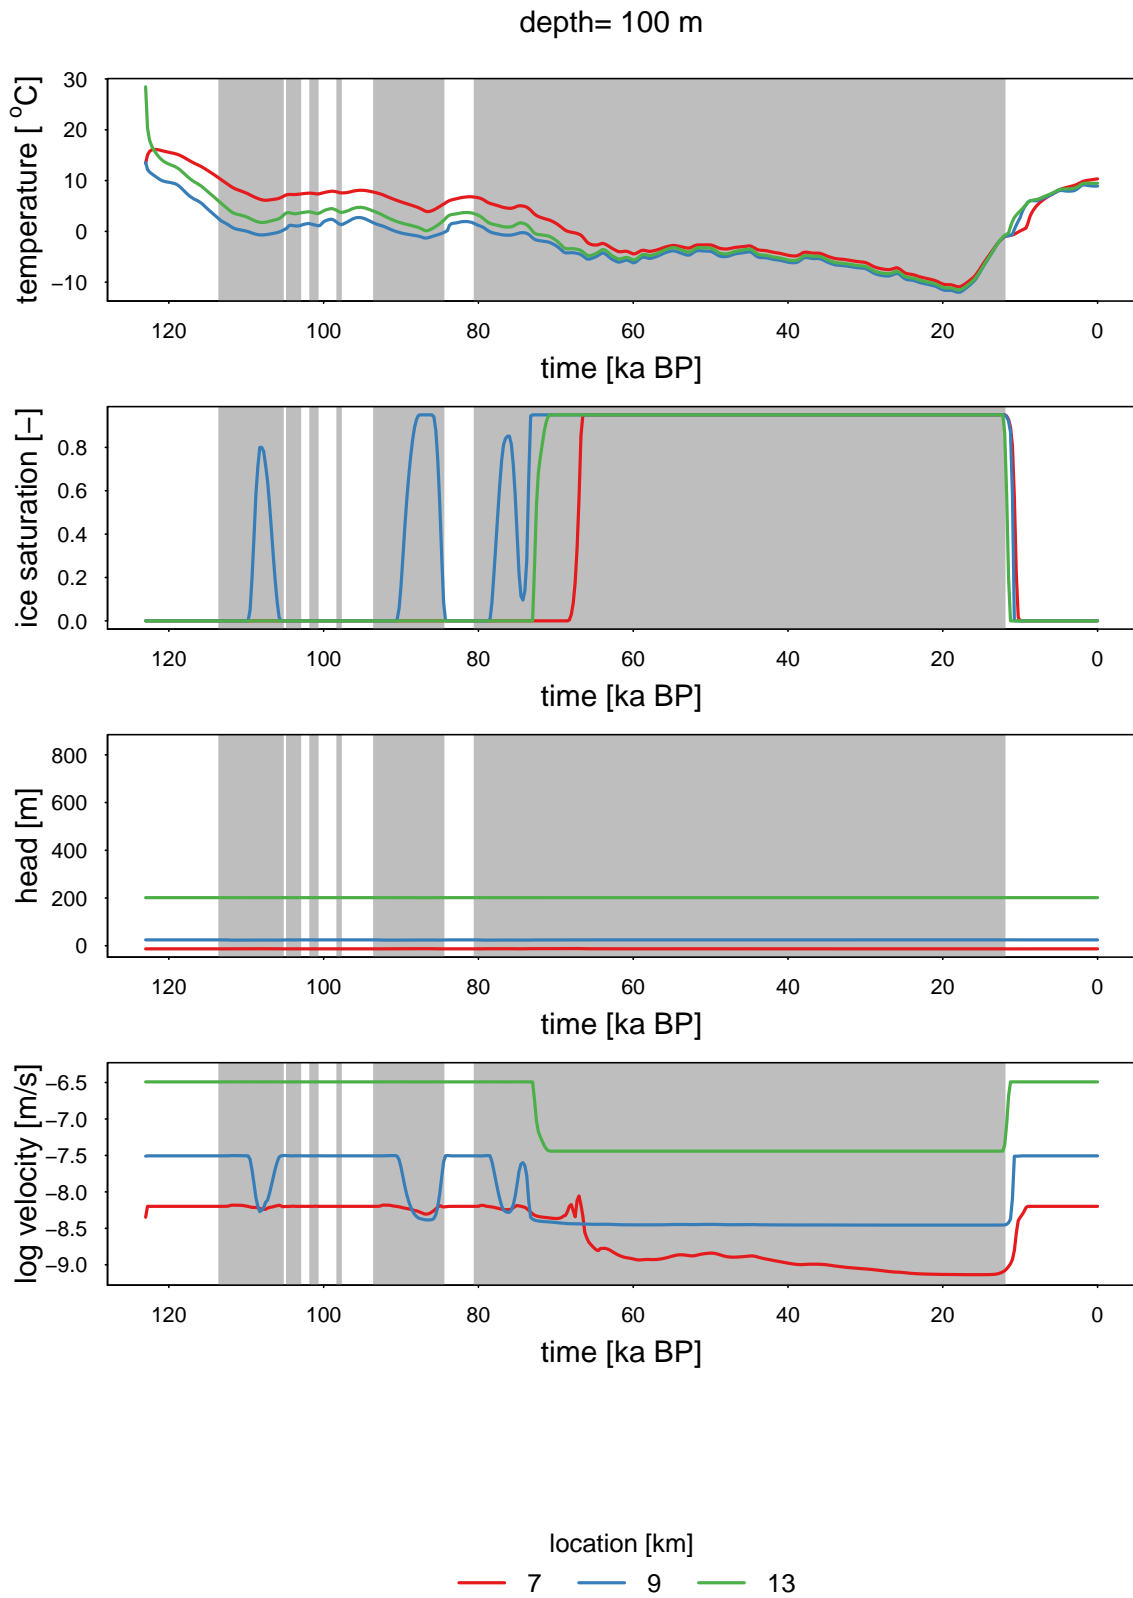 depth= 100 m
temperature [ °C]
30
20
10
0
−10
120 100 80 60 40 20 0
time [ka BP]
ice saturation [−]
0.8
0.6
0.4
0.2
0.0
120 100 80 60 40 20 0
time [ka BP]
head [m]
800
600
400
200
0
120 100 80 60 40 20 0
time [ka BP]
log velocity [m/s]
−6.5
−7.0
−7.5
−8.0
−8.5
−9.0
120 100 80 60 40 20 0
time [ka BP]
location [km]
7 9 13